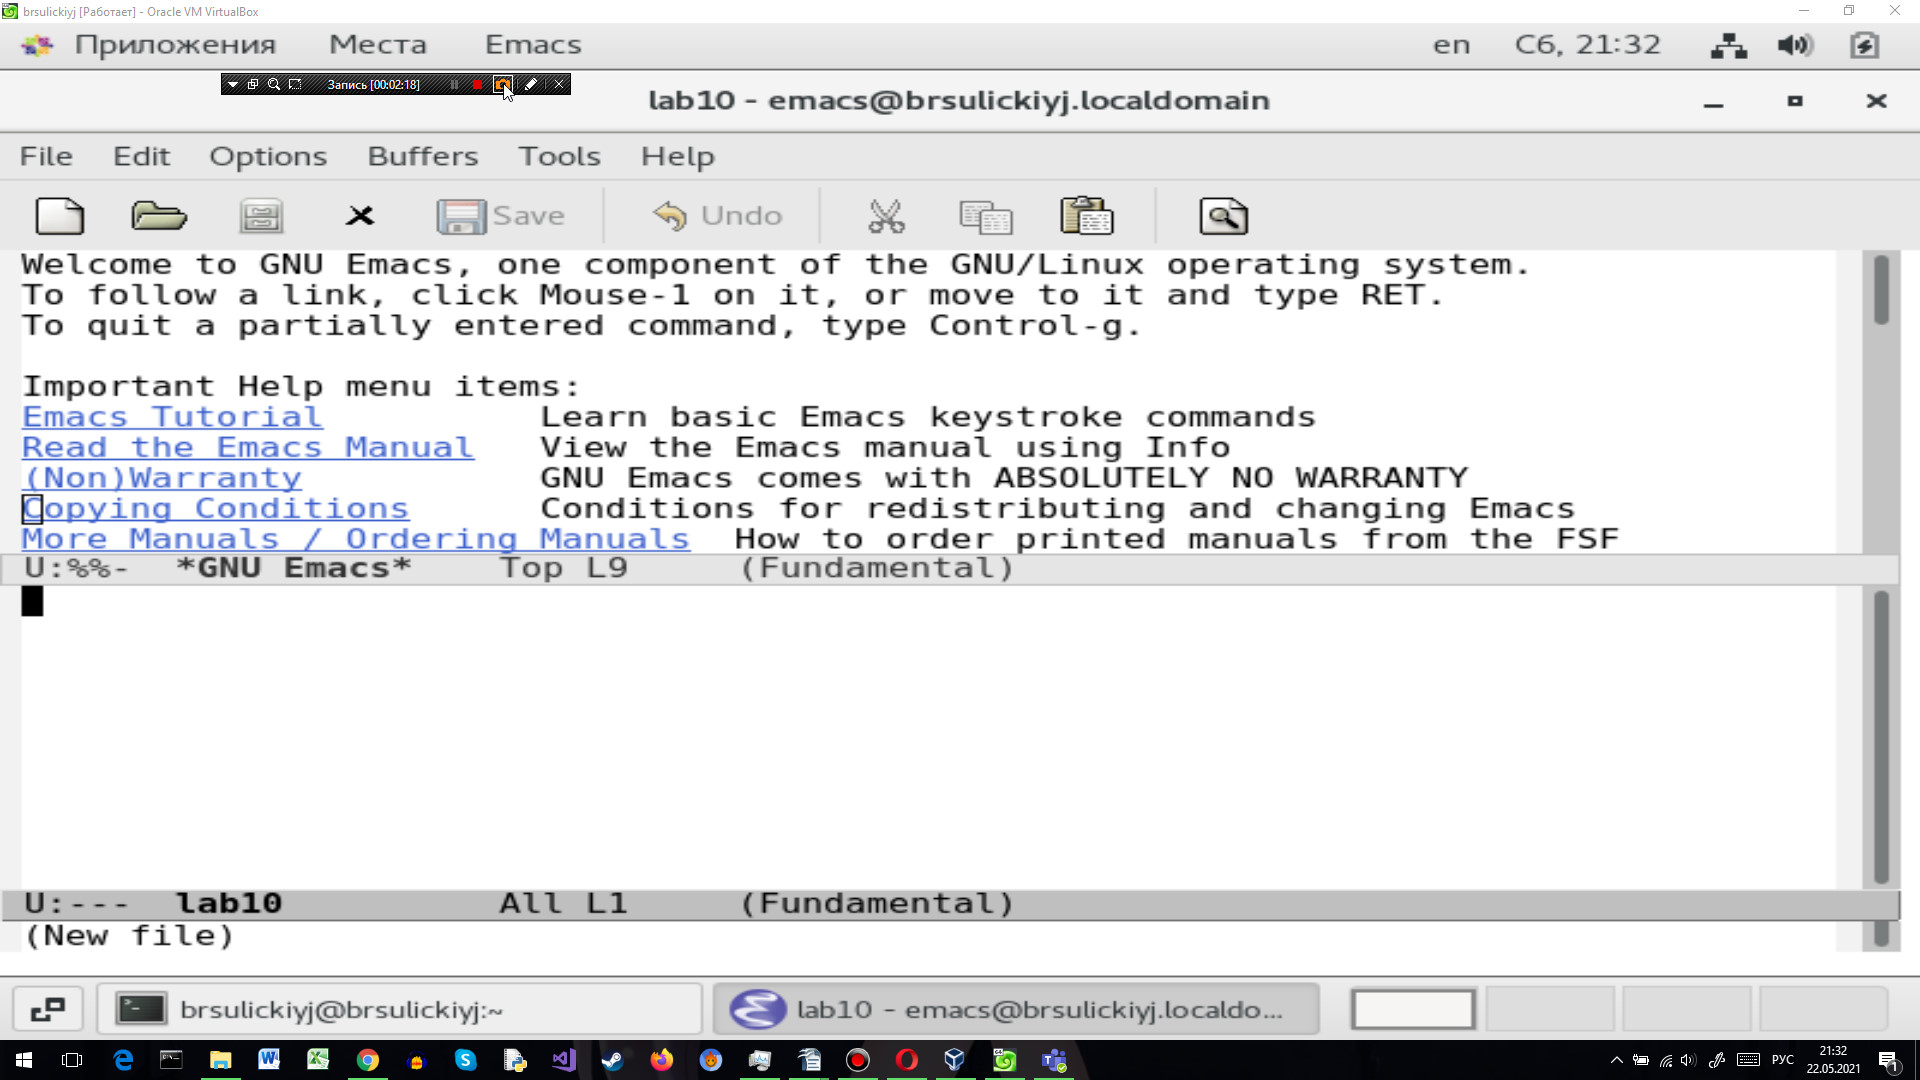 brsulickiyj [Работает] - Oracle VM VirtualBox
Приложения Места Emacs en Сб, 21:32
Запись [00:02:18]
lab10 - emacs@brsulickiyj.localdomain
File Edit Options Buffers Tools Help
Save Undo
Welcome to GNU Emacs, one component of the GNU/Linux operating system.
To follow a link, click Mouse-1 on it, or move to it and type RET.
To quit a partially entered command, type Control-g.
Important Help menu items:
Emacs Tutorial Learn basic Emacs keystroke commands
Read the Emacs Manual View the Emacs manual using Info
(Non)Warranty GNU Emacs comes with ABSOLUTELY NO WARRANTY
Copying Conditions Conditions for redistributing and changing Emacs
More Manuals / Ordering Manuals How to order printed manuals from the FSF
U:%%- *GNU Emacs* Top L9 (Fundamental)
U:--- lab10 All L1 (Fundamental)
(New file)
brsulickiyj@brsulickiyj:~ lab10 - emacs@brsulickiyj.localdo...
РУС 21:32
22.05.2021
1